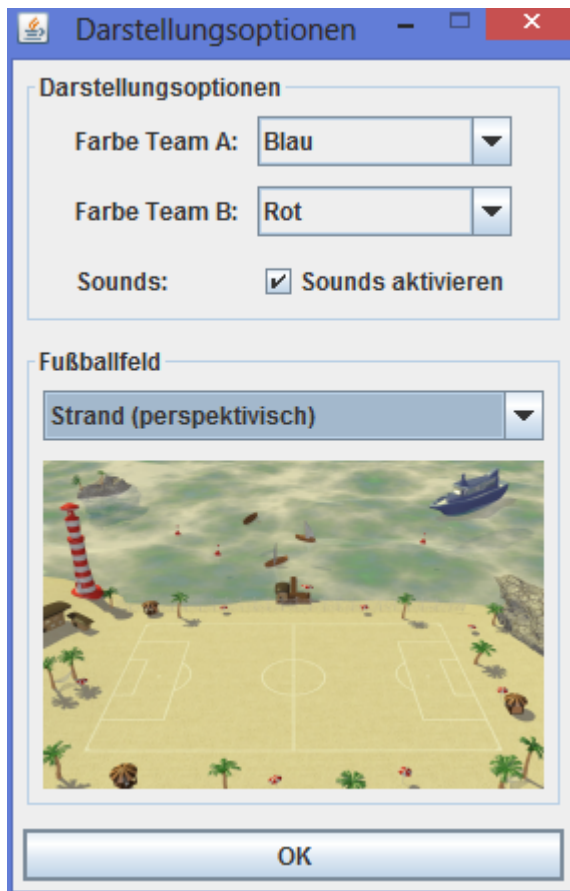 Darstellungsoptionen
Darstellungsoptionen
Farbe Team A: Blau
Farbe Team B: Rot
Sounds: Sounds aktivieren
Fußballfeld
Strand (perspektivisch)
OK